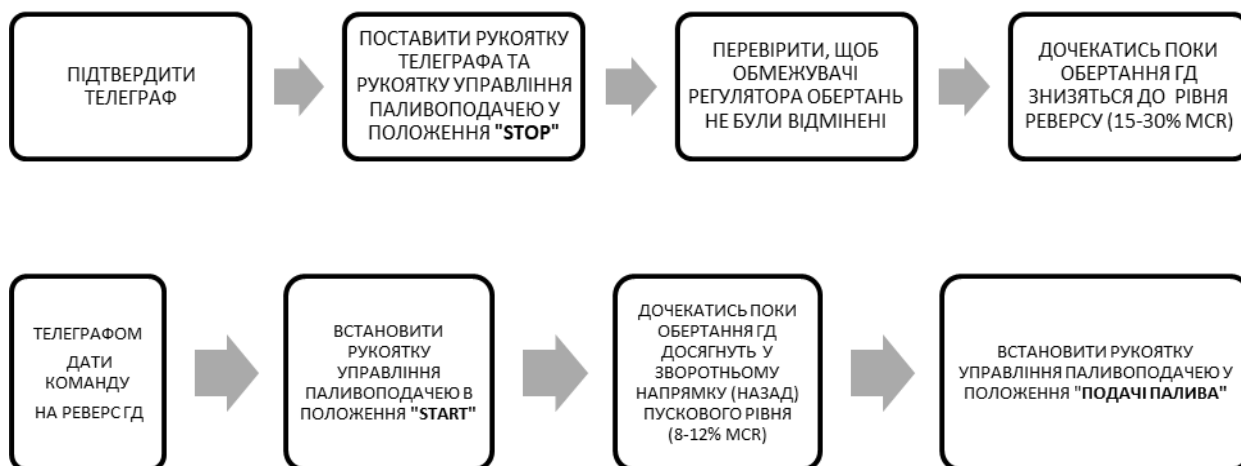 ПІДТВЕРДИТИ
ТЕЛЕГРАФ
ПОСТАВИТИ РУКОЯТКУ
ТЕЛЕГРАФА ТА
РУКОЯТКУ УПРАВЛІННЯ
ПАЛИВОПОДАЧЕЮ У
ПОЛОЖЕННЯ "STOP"
ПЕРЕВІРИТИ, ЩОБ
ОБМЕЖУВАЧІ
РЕГУЛЯТОРА ОБЕРТАНЬ
НЕ БУЛИ ВІДМІНЕНІ
ДОЧЕКАТИСЬ ПОКИ
ОБЕРТАННЯ ГД
ЗНИЗЯТЬСЯ ДО РІВНЯ
РЕВЕРСУ (15-30% MCR)
ТЕЛЕГРАФОМ
ДАТИ
КОМАНДУ
НА РЕВЕРС ГД
ВСТАНОВИТИ
РУКОЯТКУ
УПРАВЛІННЯ
ПАЛИВОПОДАЧЕЮ В
ПОЛОЖЕННЯ "START"
ДОЧЕКАТИСЬ ПОКИ
ОБЕРТАННЯ ГД
ДОСЯГНУТЬ У
ЗВОРОТНЬОМУ
НАПРЯМКУ (НАЗАД)
ПУСКОВОГО РІВНЯ
(8-12% MCR)
ВСТАНОВИТИ РУКОЯТКУ
УПРАВЛІННЯ ПАЛИВОПОДАЧЕЮ У
ПОЛОЖЕННЯ "ПОДАЧІ ПАЛИВА"